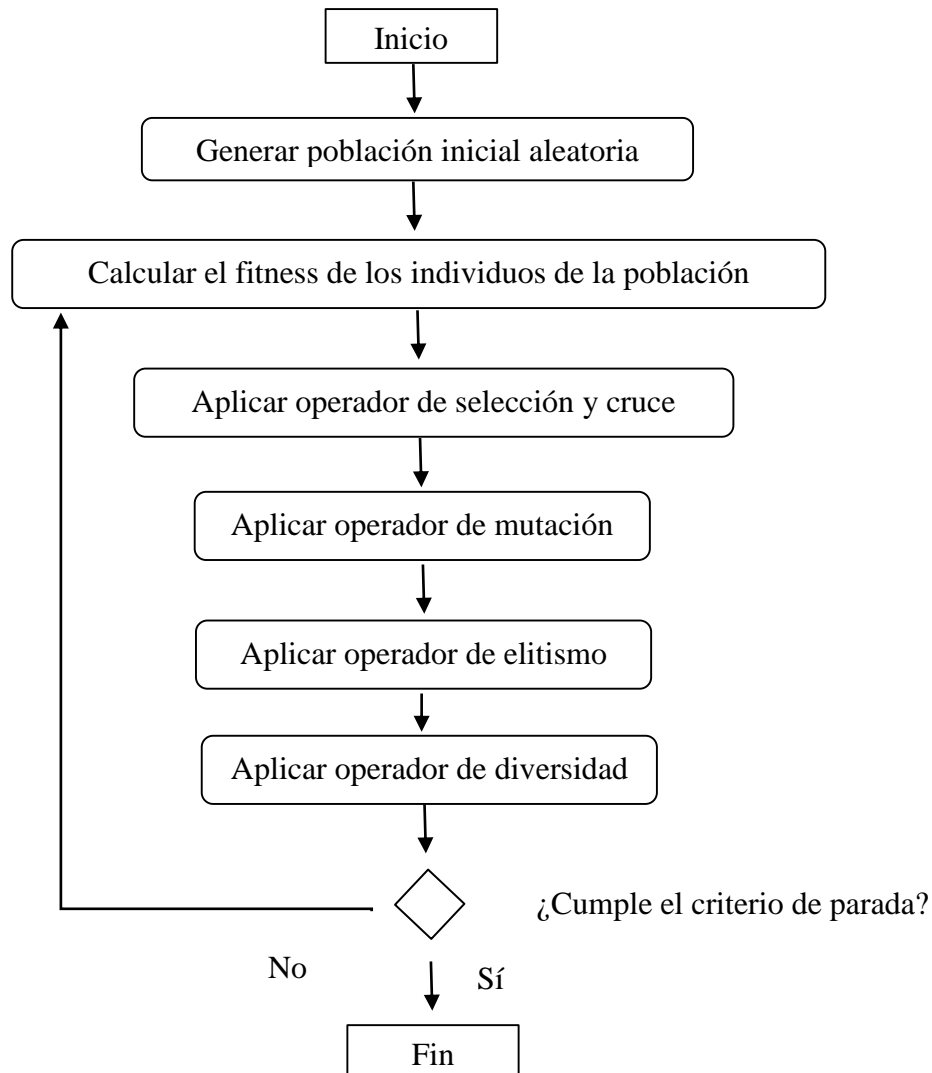 Inicio
Generar población inicial aleatoria
Calcular el fitness de los individuos de la población
Aplicar operador de selección y cruce
Aplicar operador de mutación
Aplicar operador de elitismo
Aplicar operador de diversidad
¿Cumple el criterio de parada?
No
Sí
Fin